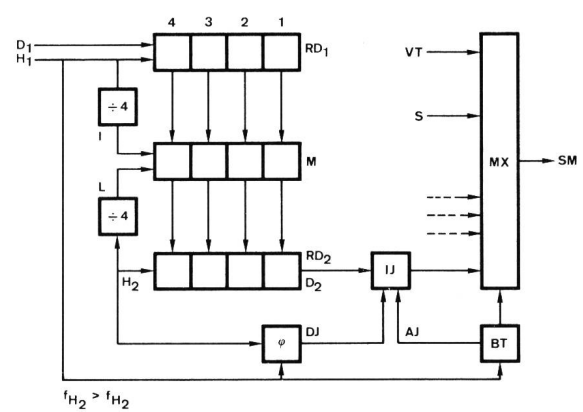 4 3 2 1
D1
H1
RD1
VT
÷4
S
I
M
MX
SM
L
÷4
RD2
H2
D2
IJ
φ
DJ
AJ
BT
fH2 > fH2